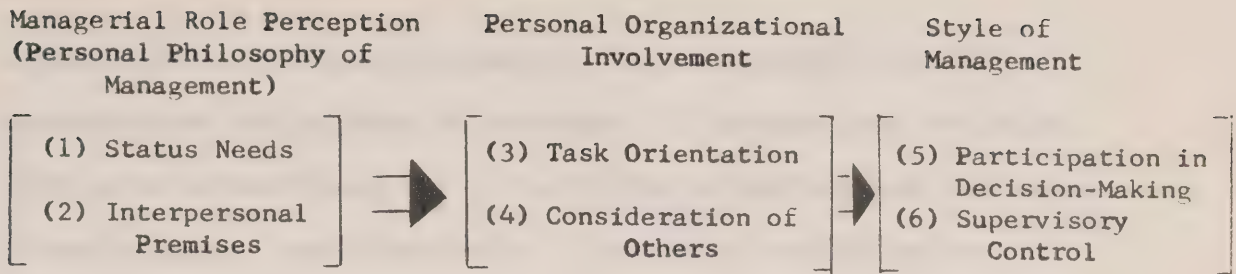 Managerial Role Perception
(Personal Philosophy of
Management)
(1) Status Needs
(2) Interpersonal
Premises
Personal Organizational
Involvement
(3) Task Orientation
(4) Consideration of
Others
Style of
Management
(5) Participation in
Decision-Making
(6) Supervisory
Control